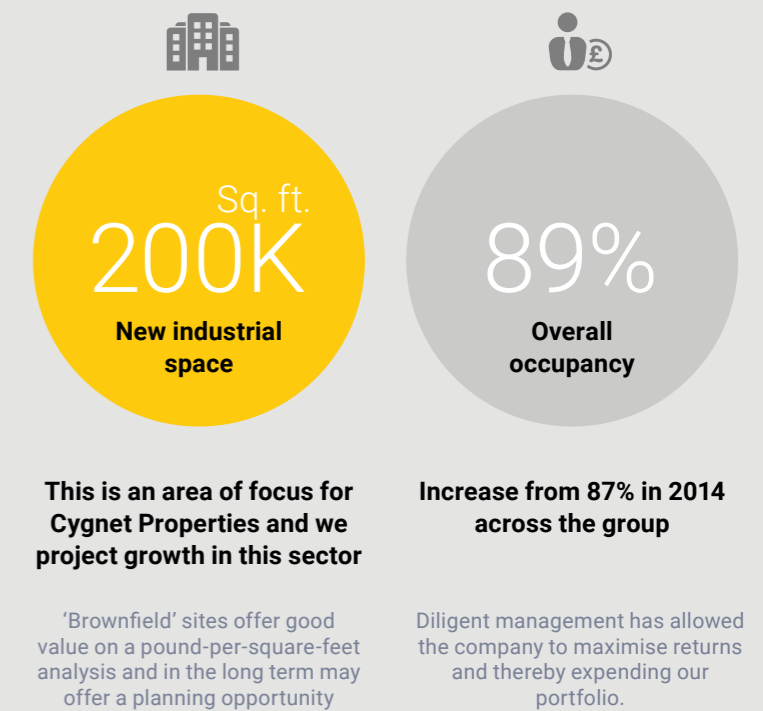 Sq. ft.
200K
New industrial
space
This is an area of focus for
Cygnet Properties and we
project growth in this sector
‘Brownfield’ sites offer good
value on a pound-per-square-feet
analysis and in the long term may
offer a planning opportunity
£
89%
Overall
occupancy
Increase from 87% in 2014
across the group
Diligent management has allowed
the company to maximise returns
and thereby expending our
portfolio.